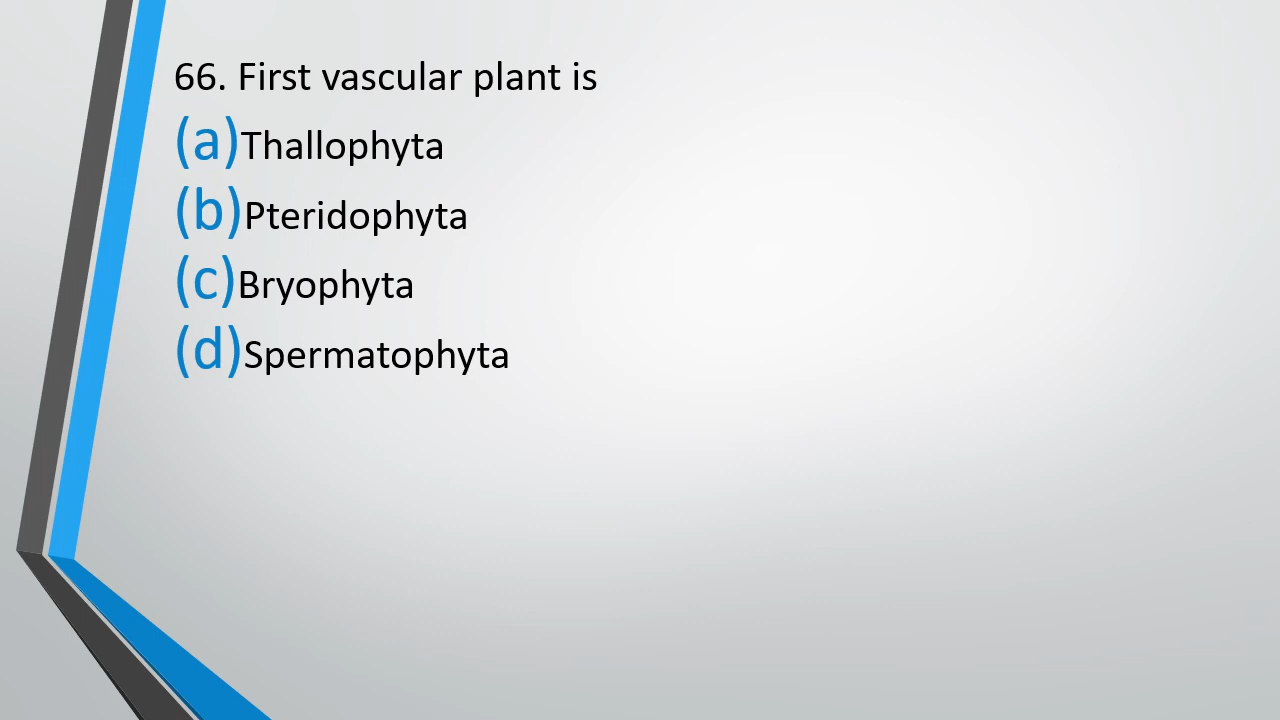 66. First vascular plant is
(a)Thallophyta
(b)Pteridophyta
(c)Bryophyta
(d)Spermatophyta